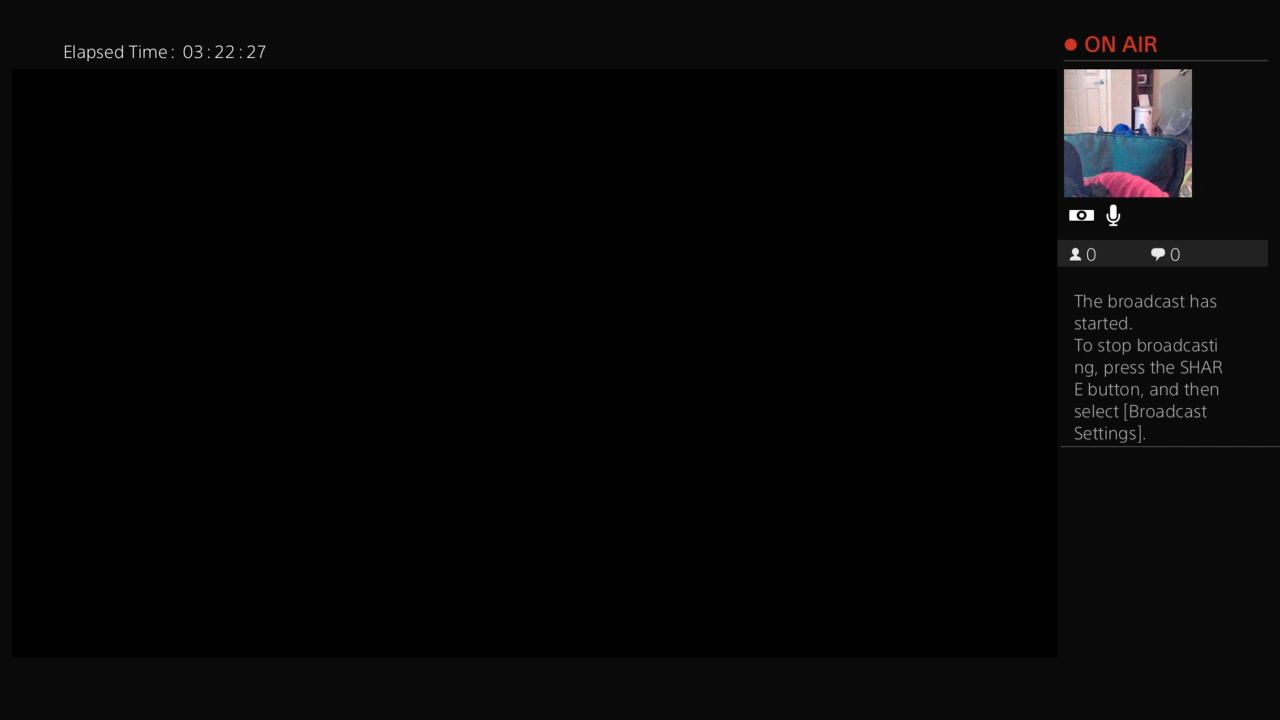 Elapsed Time: 03:22:27
ON AIR
0 0
The broadcast has
started.
To stop broadcasti
ng, press the SHAR
E button, and then
select [Broadcast
Settings].